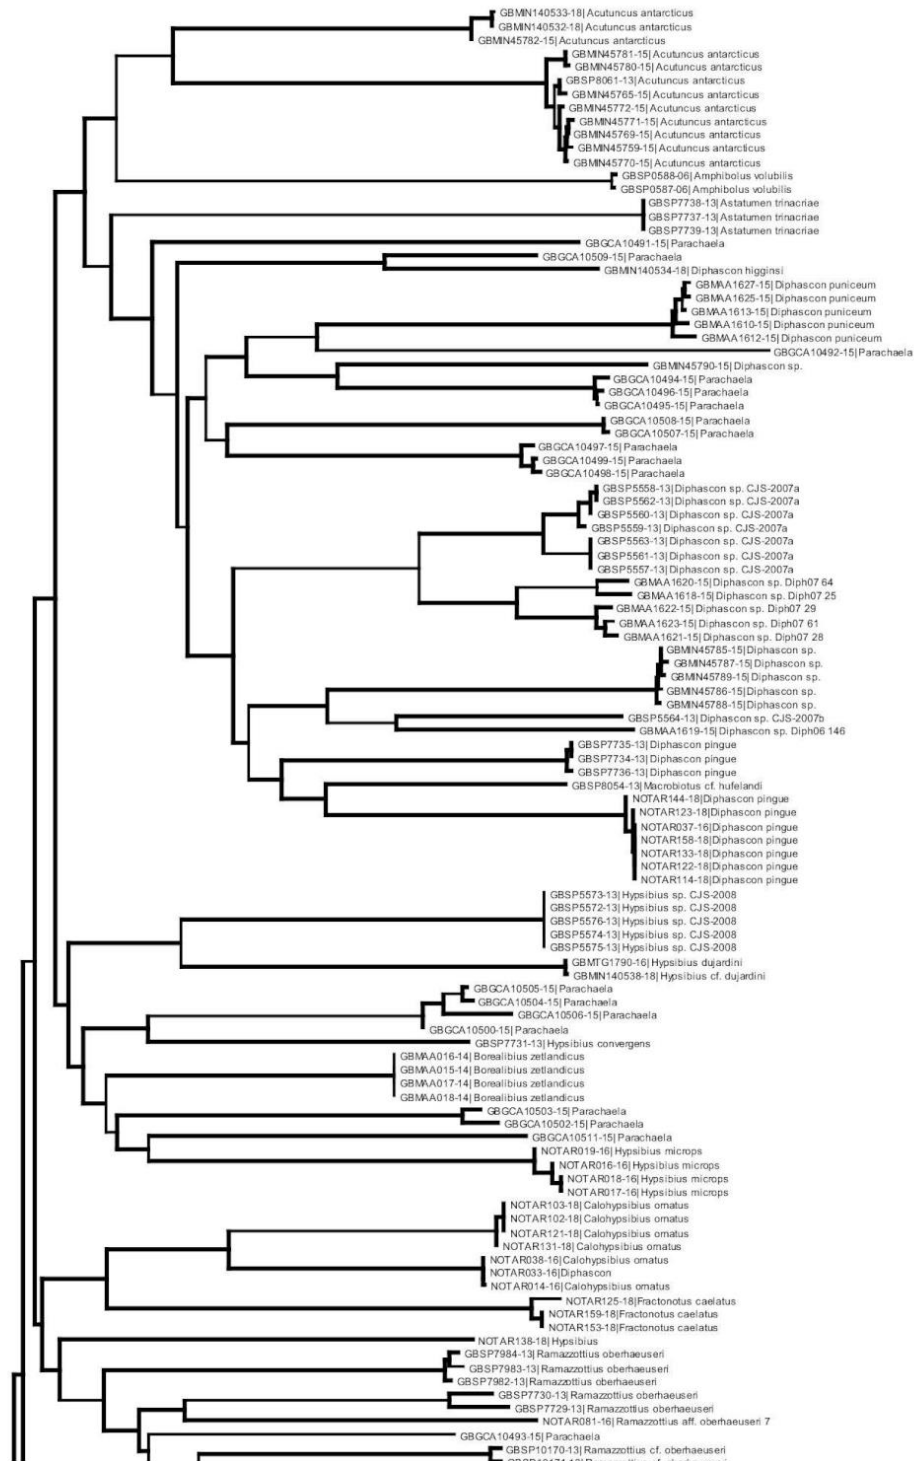 GBMIN140533-18| Acutuncus antarcticus
GBMIN140532-18| Acutuncus antarcticus
GBMIN45782-15| Acutuncus antarcticus
GBMIN45781-15| Acutuncus antarcticus
GBMIN45780-15| Acutuncus antarcticus
GBSP8061-13| Acutuncus antarcticus
GBMIN45765-15| Acutuncus antarcticus
GBMIN45772-15| Acutuncus antarcticus
GBMIN45771-15| Acutuncus antarcticus
GBMIN45769-15| Acutuncus antarcticus
GBMIN45759-15| Acutuncus antarcticus
GBMIN45770-15| Acutuncus antarcticus
GBSP0588-06| Amphibolus volubilis
GBSP0587-06| Amphibolus volubilis
GBSP7738-13| Astatumen trinacriae
GBSP7737-13| Astatumen trinacriae
GBSP7739-13| Astatumen trinacriae
GBGCA10491-15| Parachaela
GBGCA10509-15| Parachaela
GBMIN140534-18| Diphascon higginsi
GBMAA1627-15| Diphascon puniceum
GBMAA1625-15| Diphascon puniceum
GBMAA1613-15| Diphascon puniceum
GBMAA1610-15| Diphascon puniceum
GBMAA1612-15| Diphascon puniceum
GBGCA10492-15| Parachaela
GBMIN45790-15| Diphascon sp.
GBGCA10494-15| Parachaela
GBGCA10496-15| Parachaela
GBGCA10495-15| Parachaela
GBGCA10508-15| Parachaela
GBGCA10507-15| Parachaela
GBGCA10497-15| Parachaela
GBGCA10499-15| Parachaela
GBGCA10498-15| Parachaela
GBSP5558-13| Diphascon sp. CJS-2007a
GBSP5562-13| Diphascon sp. CJS-2007a
GBSP5560-13| Diphascon sp. CJS-2007a
GBSP5559-13| Diphascon sp. CJS-2007a
GBSP5563-13| Diphascon sp. CJS-2007a
GBSP5561-13| Diphascon sp. CJS-2007a
GBSP5557-13| Diphascon sp. CJS-2007a
GBMAA1620-15| Diphascon sp. Diph07 64
GBMAA1618-15| Diphascon sp. Diph07 25
GBMAA1622-15| Diphascon sp. Diph07 29
GBMAA1623-15| Diphascon sp. Diph07 61
GBMAA1621-15| Diphascon sp. Diph07 28
GBMIN45785-15|Diphascon sp.
GBMIN45787-15| Diphascon sp.
GBMIN45789-15| Diphascon sp.
GBMIN45786-15| Diphascon sp.
GBMIN45788-15| Diphascon sp.
GBSP5564-13| Diphascon sp. CJS-2007b
GBMAA1619-15| Diphascon sp. Diph06 146
GBSP7735-13| Diphascon pingue
GBSP7734-13| Diphascon pingue
GBSP7736-13| Diphascon pingue
GBSP8054-13| Macrobiotus cf. hufelandi
NOTAR144-18|Diphascon pingue
NOTAR123-18|Diphascon pingue
NOTAR037-16|Diphascon pingue
NOTAR158-18|Diphascon pingue
NOTAR133-18|Diphascon pingue
NOTAR122-18|Diphascon pingue
NOTAR114-18|Diphascon pingue
GBSP5573-13| Hypsibius sp. CJS-2008
GBSP5572-13| Hypsibius sp. CJS-2008
GBSP5576-13| Hypsibius sp. CJS-2008
GBSP5574-13| Hypsibius sp. CJS-2008
GBSP5575-13| Hypsibius sp. CJS-2008
GBMTG1790-16| Hypsibius dujardini
GBMIN140538-18| Hypsibius cf. dujardini
GBGCA10505-15| Parachaela
GBGCA10504-15| Parachaela
GBGCA10506-15| Parachaela
GBGCA10500-15| Parachaela
GBSP7731-13| Hypsibius convergens
GBMAA016-14| Borealibius zetlandicus
GBMAA015-14| Borealibius zetlandicus
GBMAA017-14| Borealibius zetlandicus
GBMAA018-14| Borealibius zetlandicus
GBGCA10503-15| Parachaela
GBGCA10502-15| Parachaela
GBGCA10511-15| Parachaela
NOTAR019-16| Hypsibius microps
NOTAR016-16| Hypsibius microps
NOTAR018-16| Hypsibius microps
NOTAR017-16| Hypsibius microps
NOTAR103-18| Calohypsibius ornatus
NOTAR102-18| Calohypsibius ornatus
NOTAR121-18| Calohypsibius ornatus
NOTAR131-18| Calohypsibius ornatus
NOTAR038-16| Calohypsibius ornatus
NOTAR033-16|Diphascon
NOTAR014-16| Calohypsibius ornatus
NOTAR125-18|Fractonotus caelatus
NOTAR159-18|Fractonotus caelatus
NOTAR153-18|Fractonotus caelatus
NOTAR138-18| Hypsibius
GBSP7984-13| Ramazzottius oberhaeuseri
GBSP7983-13| Ramazzottius oberhaeuseri
GBSP7982-13| Ramazzottius oberhaeuseri
GBSP7730-13| Ramazzottius oberhaeuseri
GBSP7729-13| Ramazzottius oberhaeuseri
NOTAR081-16| Ramazzottius aff. oberhaeuseri 7
GBGCA10493-15| Parachaela
GBSP10170-13| Ramazzottius cf. oberhaeuseri